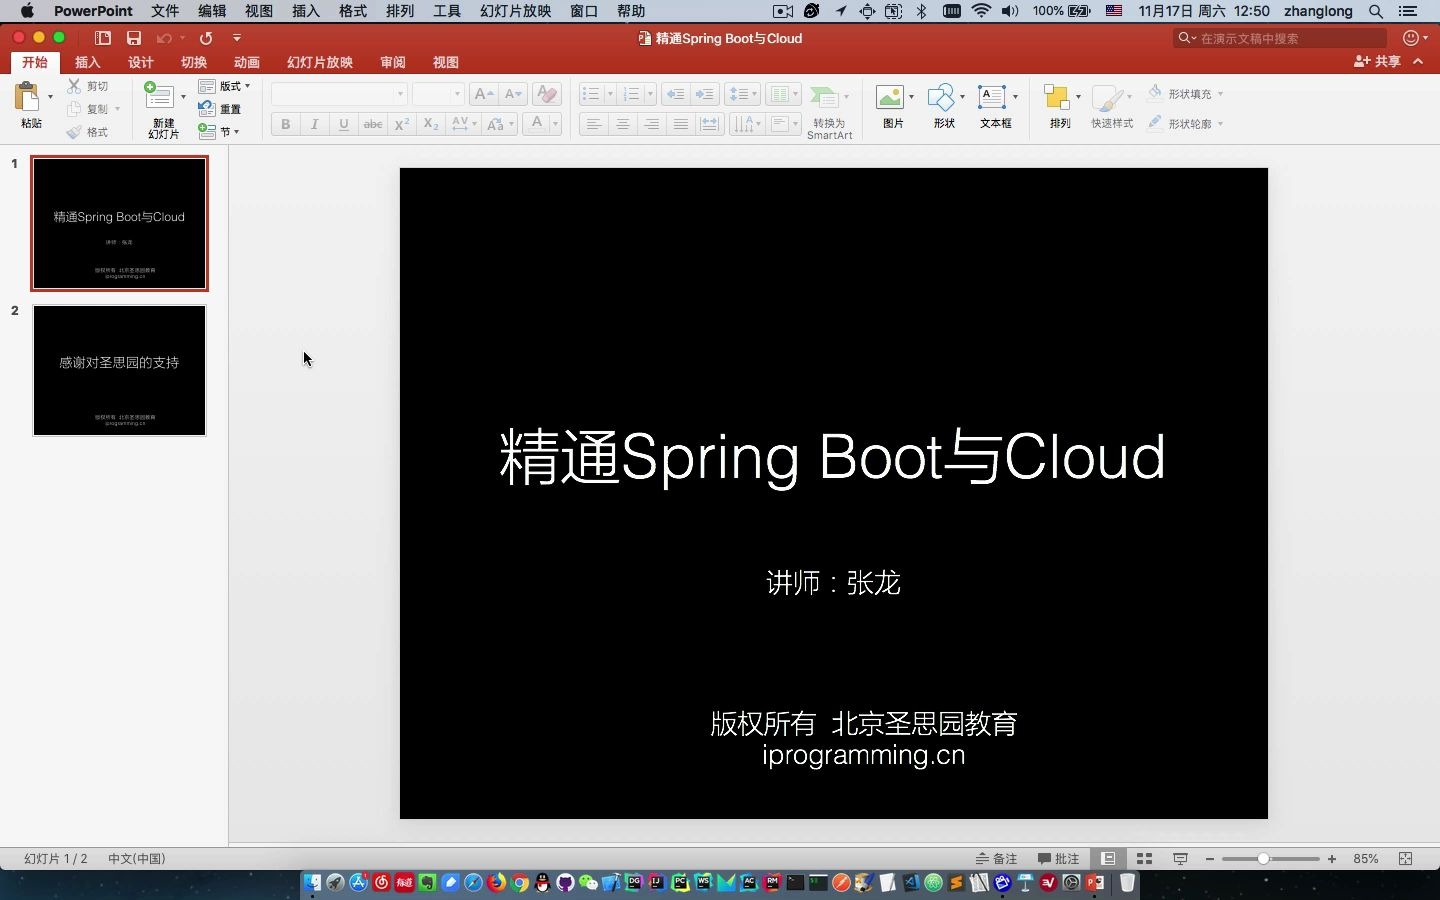 PowerPoint 文件 编辑 视图 插入 格式 排列 工具 幻灯片放映 窗口 帮助 100% 11月17日 周六 12:50 zhanglong
精通Spring Boot与Cloud
在演示文稿中搜索
开始 插入 设计 切换 动画 幻灯片放映 审阅 视图 共享
粘贴
剪切
复制
格式
新建
幻灯片
版式
重置
节
转换为
SmartArt
图片
形状
文本框
排列
快速样式
形状填充
形状轮廓
1
精通Spring Boot与Cloud
讲师：张龙
版权所有 北京圣思园教育
iprogramming.cn
2
感谢对圣思园的支持
版权所有 北京圣思园教育
iprogramming.cn
精通Spring Boot与Cloud
讲师：张龙
版权所有 北京圣思园教育
iprogramming.cn
幻灯片 1 / 2 中文(中国) 备注 批注 85%